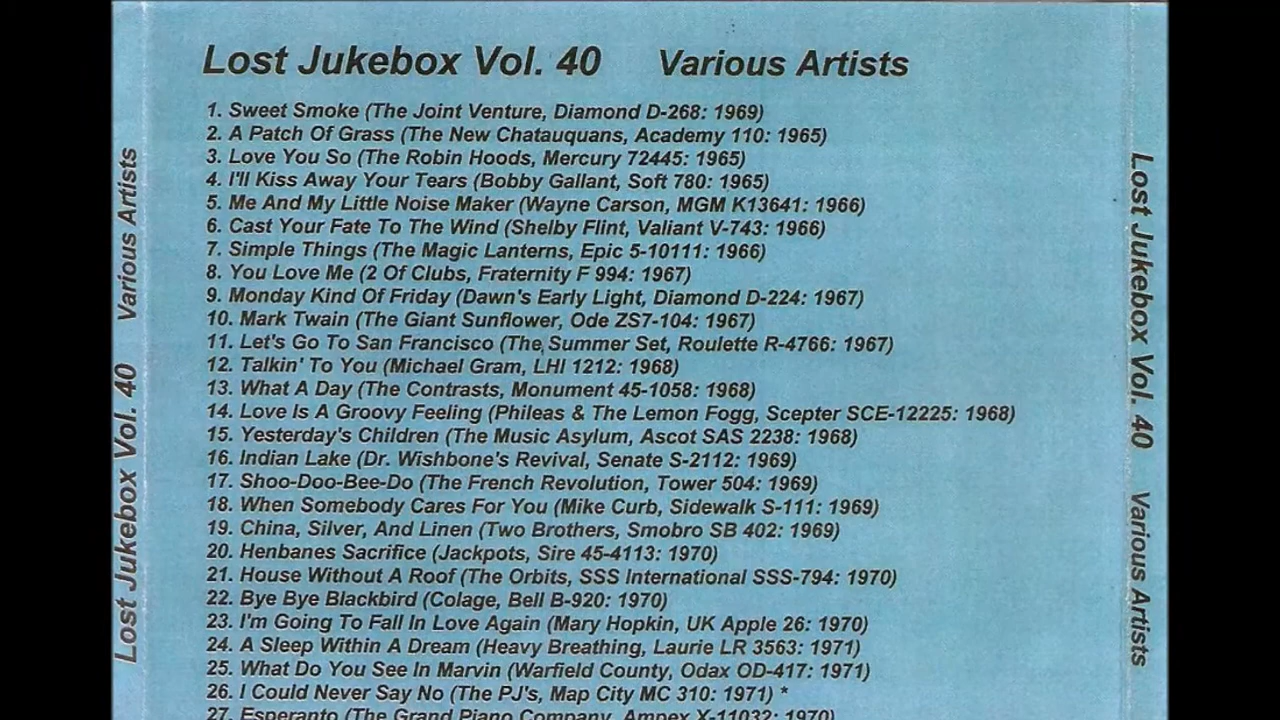 Lost Jukebox Vol. 40 Various Artists
1. Sweet Smoke (The Joint Venture, Diamond D-268: 1969)
2. A Patch Of Grass (The New Chatauquans, Academy 110: 1965)
3. Love You So (The Robin Hoods, Mercury 72445: 1965)
4. I'll Kiss Away Your Tears (Bobby Gallant, Soft 780: 1965)
5. Me And My Little Noise Maker (Wayne Carson, MGM K13641: 1966)
6. Cast Your Fate To The Wind (Shelby Flint, Valiant V-743: 1966)
7. Simple Things (The Magic Lanterns, Epic 5-10111: 1966)
8. You Love Me (2 Of Clubs, Fraternity F 994: 1967)
9. Monday Kind Of Friday (Dawn's Early Light, Diamond D-224: 1967)
10. Mark Twain (The Giant Sunflower, Ode ZS7-104: 1967)
11. Let's Go To San Francisco (The Summer Set, Roulette R-4766: 1967)
12. Talkin' To You (Michael Gram, LHI 1212: 1968)
13. What A Day (The Contrasts, Monument 45-1058: 1968)
14. Love Is A Groovy Feeling (Phileas & The Lemon Fogg, Scepter SCE-12225: 1968)
15. Yesterday's Children (The Music Asylum, Ascot SAS 2238: 1968)
16. Indian Lake (Dr. Wishbone's Revival, Senate S-2112: 1969)
17. Shoo-Doo-Bee-Do (The French Revolution, Tower 504: 1969)
18. When Somebody Cares For You (Mike Curb, Sidewalk S-111: 1969)
19. China, Silver, And Linen (Two Brothers, Smobro SB 402: 1969)
20. Henbanes Sacrifice (Jackpots, Sire 45-4113: 1970)
21. House Without A Roof (The Orbits, SSS International SSS-794: 1970)
22. Bye Bye Blackbird (Colage, Bell B-920: 1970)
23. I'm Going To Fall In Love Again (Mary Hopkin, UK Apple 26: 1970)
24. A Sleep Within A Dream (Heavy Breathing, Laurie LR 3563: 1971)
25. What Do You See In Marvin (Warfield County, Odax OD-417: 1971)
26. I Could Never Say No (The PJ's, Map City MC 310: 1971) *
27. Esperanto (The Grand Piano Company, Ampex X-11032: 1970)
Lost Jukebox Vol. 40 Various Artists
Lost Jukebox Vol. 40 Various Artists